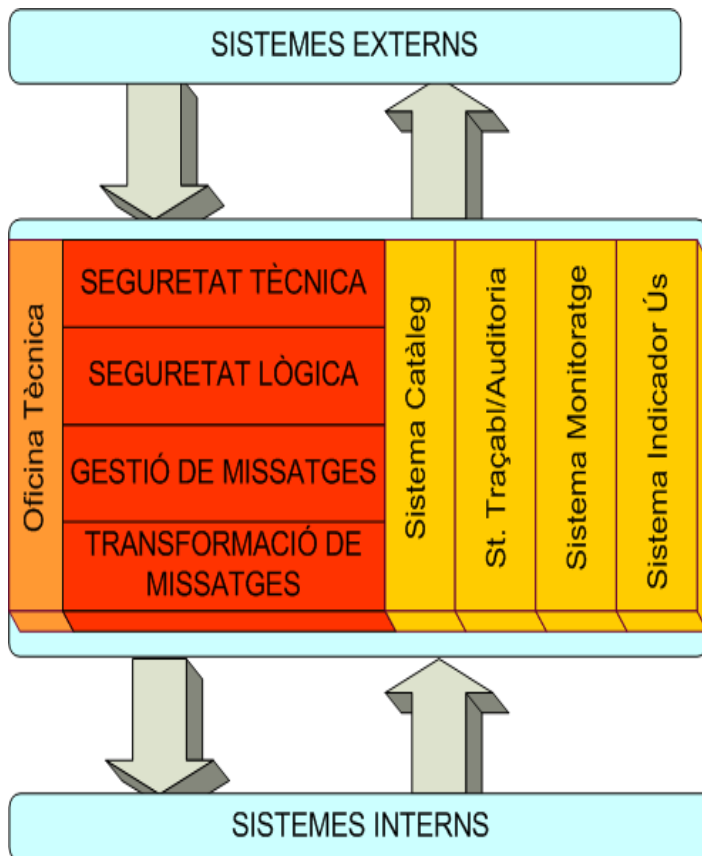 SISTEMES EXTERNS
Oficina Tècnica
SEGURETAT TÈCNICA
SEGURETAT LÒGICA
GESTIÓ DE MISSATGES
TRANSFORMACIÓ DE
MISSATGES
Sistema Catàleg
St. Traçabl/Auditoria
Sistema Monitoratge
Sistema Indicador Ús
SISTEMES INTERNS